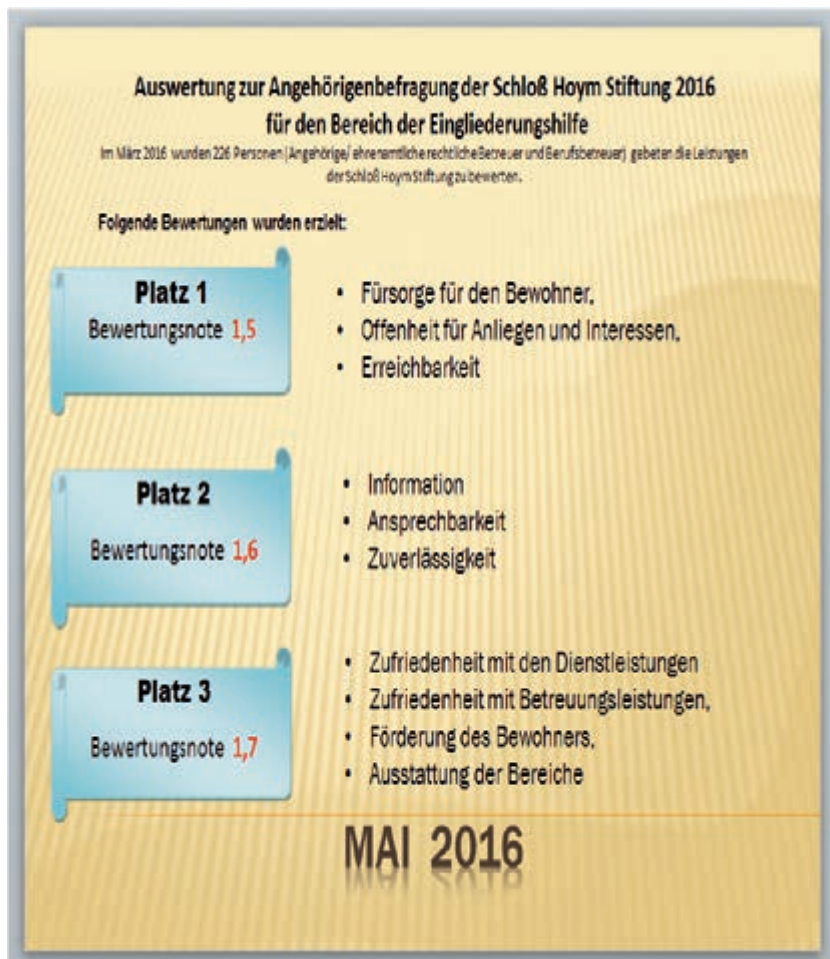 Auswertung zur Angehörigenbefragung der Schloß Hoym Stiftung 2016
für den Bereich der Eingliederungshilfe
Im März 2016 wurden 226 Personen (Angehörige/ ehrenamtliche rechtliche Betreuer und Berufsbetreuer) gebeten die Leistungen
der Schloß Hoym Stiftung zu bewerten.
Folgende Bewertungen wurden erzielt:
Platz 1
Bewertungsnote 1,5
• Fürsorge für den Bewohner,
• Offenheit für Anliegen und Interessen,
• Erreichbarkeit
Platz 2
Bewertungsnote 1,6
• Information
• Ansprechbarkeit
• Zuverlässigkeit
Platz 3
Bewertungsnote 1,7
• Zufriedenheit mit den Dienstleistungen
• Zufriedenheit mit Betreuungsleistungen,
• Förderung des Bewohners,
• Ausstattung der Bereiche
MAI 2016